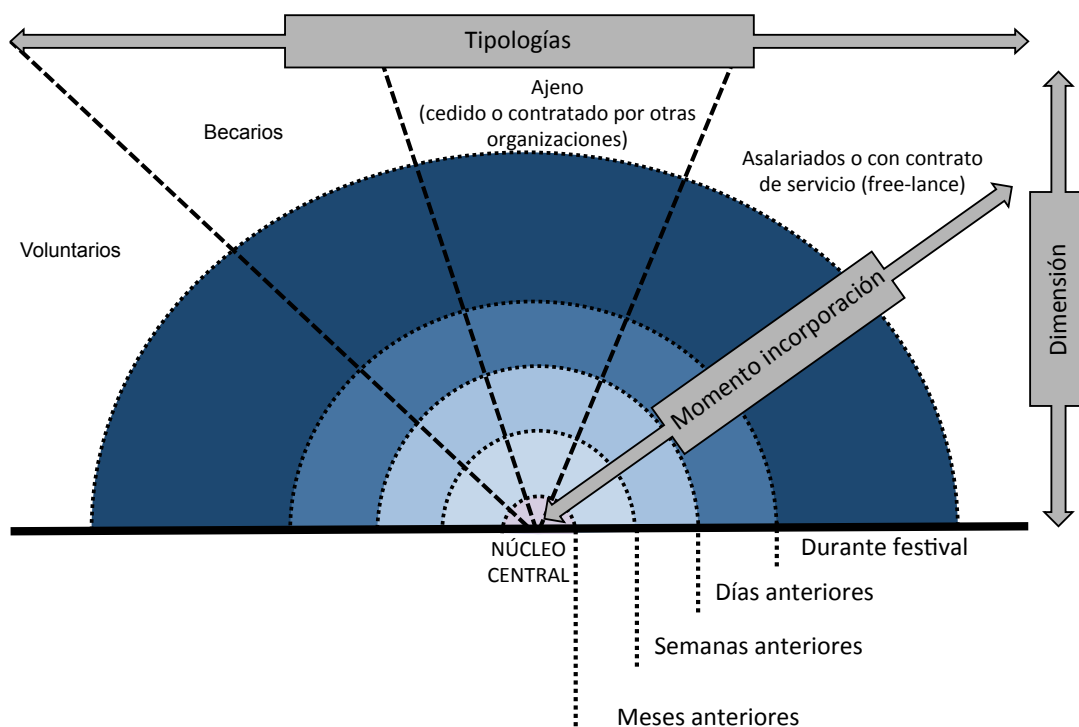 Tipologías
Ajeno
(cedido o contratado por otras
organizaciones)
Becarios
Asalariados o con contrato
de servicio (free-lance)
Voluntarios
Momento incorporación
Dimensión
NÚCLEO
CENTRAL
Durante festival
Días anteriores
Semanas anteriores
Meses anteriores